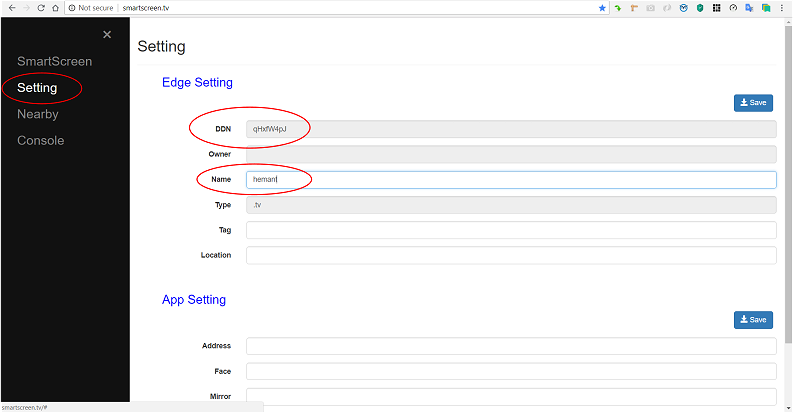 Not secure | smartscreen.tv
×
SmartScreen
Setting
Nearby
Console
Setting
Edge Setting
Save
DDN qHxfW4pJ
Owner
Name hemant
Type .tv
Tag
Location
App Setting
Save
Address
Face
Mirror
smartscreen.tv/#